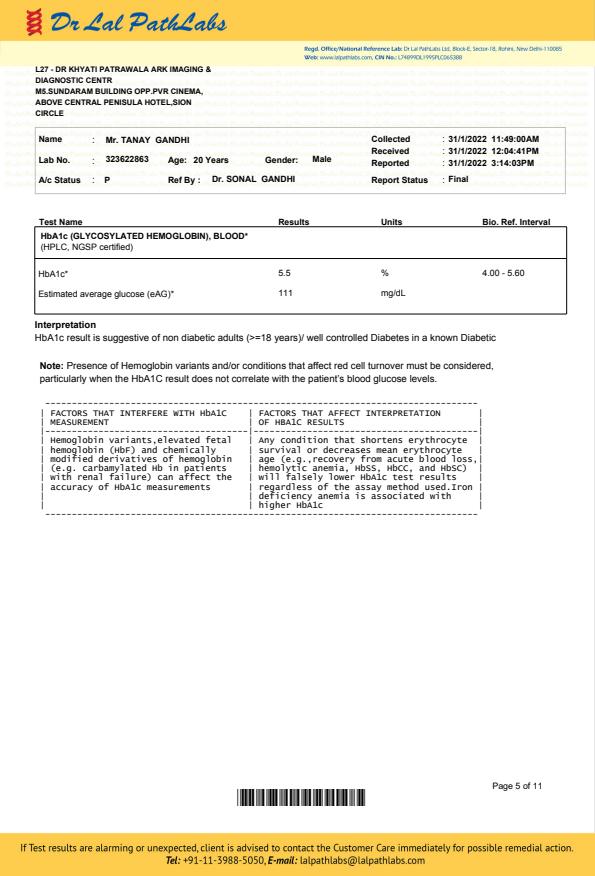 Dr Lal PathLabs
Regd. Office/National Reference Lab: Dr Lal PathLabs Ltd, Block-E, Sector-18, Rohini, New Delhi-110085
Web: www.lalpathlabs.com, CIN No.: L74899DL1995PLC065388
L27 - DR KHYATI PATRAWALA ARK IMAGING &
DIAGNOSTIC CENTR
M5.SUNDARAM BUILDING OPP.PVR CINEMA,
ABOVE CENTRAL PENISULA HOTEL,SION
CIRCLE
Name : Mr. TANAY GANDHI Collected : 31/1/2022 11:49:00AM
Received : 31/1/2022 12:04:41PM
Lab No. : 323622863 Age: 20 Years Gender: Male Reported : 31/1/2022 3:14:03PM
A/c Status : P Ref By : Dr. SONAL GANDHI Report Status : Final
Test Name Results Units Bio. Ref. Interval
HbA1c (GLYCOSYLATED HEMOGLOBIN), BLOOD*
(HPLC, NGSP certified)
HbA1c* 5.5 % 4.00 - 5.60
Estimated average glucose (eAG)* 111 mg/dL
Interpretation
HbA1c result is suggestive of non diabetic adults (>=18 years)/ well controlled Diabetes in a known Diabetic
Note: Presence of Hemoglobin variants and/or conditions that affect red cell turnover must be considered,
particularly when the HbA1C result does not correlate with the patient's blood glucose levels.
| FACTORS THAT INTERFERE WITH HbA1C | FACTORS THAT AFFECT INTERPRETATION |
| MEASUREMENT | OF HBA1C RESULTS |
| Hemoglobin variants,elevated fetal | Any condition that shortens erythrocyte |
| hemoglobin (HbF) and chemically | survival or decreases mean erythrocyte |
| modified derivatives of hemoglobin | age (e.g.,recovery from acute blood loss,|
| (e.g. carbamylated Hb in patients | hemolytic anemia, HbSS, HbCC, and HbSC) |
| with renal failure) can affect the | will falsely lower HbA1c test results |
| accuracy of HbA1c measurements | regardless of the assay method used.Iron |
| | deficiency anemia is associated with |
| | higher HbA1c |
Page 5 of 11
If Test results are alarming or unexpected, client is advised to contact the Customer Care immediately for possible remedial action.
Tel: +91-11-3988-5050, E-mail: lalpathlabs@lalpathlabs.com